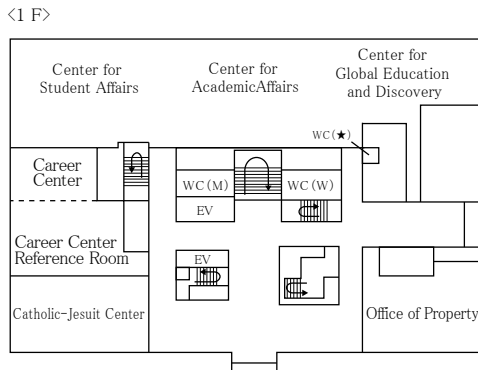 <1 F>
Center for
Student Affairs
Center for
AcademicAffairs
Center for
Global Education
and Discovery
WC(★)
Career
Center
WC(M)
WC(W)
EV
Career Center
Reference Room
EV
Catholic-Jesuit Center
Office of Property